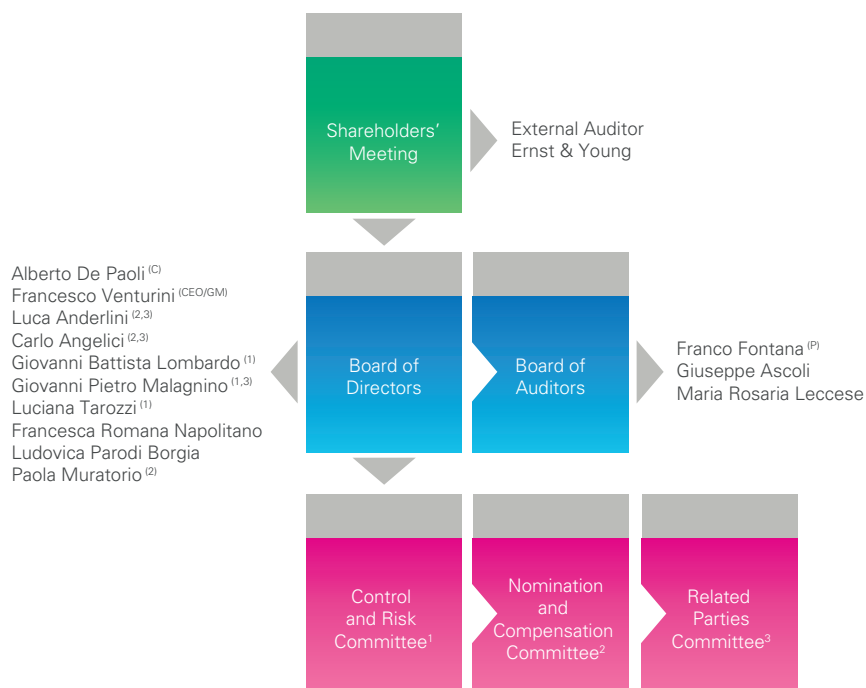 Shareholders'
Meeting
External Auditor
Ernst & Young
Alberto De Paoli (C)
Francesco Venturini (CEO/GM)
Luca Anderlini (2,3)
Carlo Angelici (2,3)
Giovanni Battista Lombardo (1)
Giovanni Pietro Malagnino (1,3)
Luciana Tarozzi (1)
Francesca Romana Napolitano
Ludovica Parodi Borgia
Paola Muratorio (2)
Board of
Directors
Board of
Auditors
Franco Fontana (P)
Giuseppe Ascoli
Maria Rosaria Leccese
Control
and Risk
Committee1
Nomination
and
Compensation
Committee2
Related
Parties
Committee3